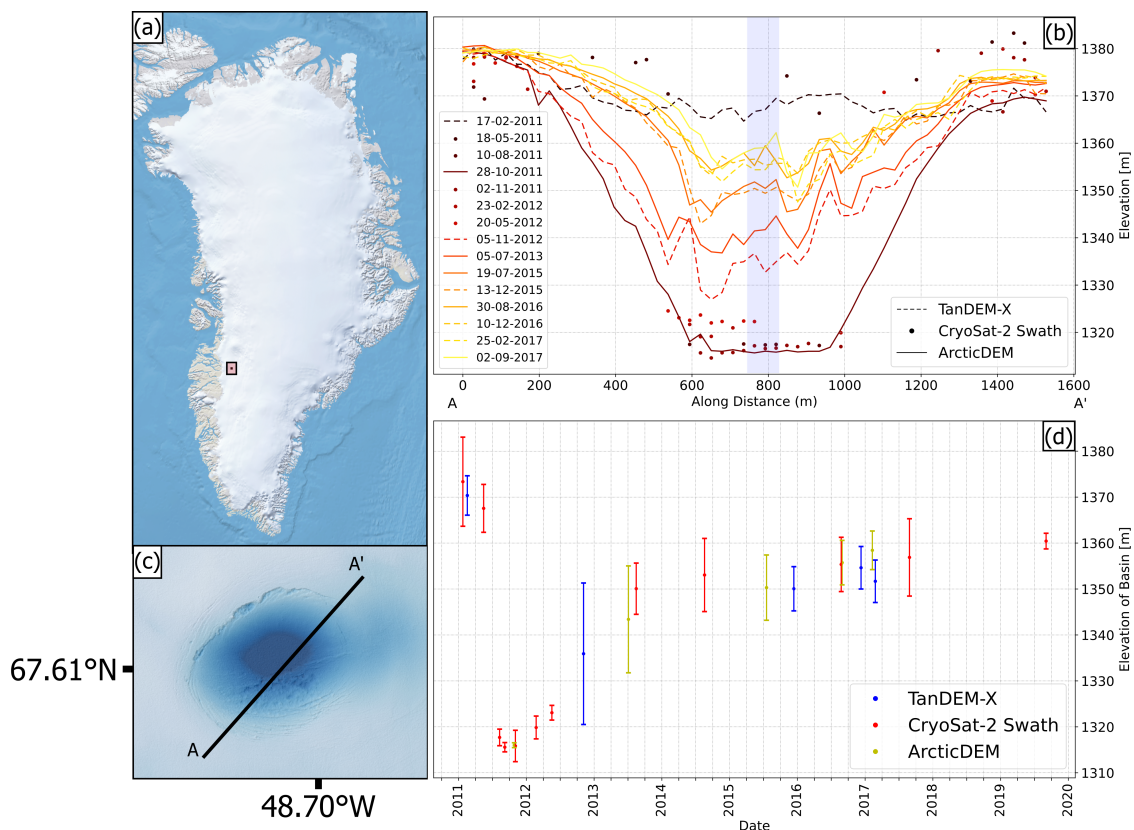 (a)
(b)
1380
1370
1360
1350
1340
1330
1320
Elevation [m]
17-02-2011
18-05-2011
10-08-2011
28-10-2011
02-11-2011
23-02-2012
20-05-2012
05-11-2012
05-07-2013
19-07-2015
13-12-2015
30-08-2016
10-12-2016
25-02-2017
02-09-2017
TanDEM-X
CryoSat-2 Swath
ArcticDEM
0
200
400
600
800
1000
1200
1400
1600
A
Along Distance (m)
A'
(c)
A'
A
67.61°N
48.70°W
(d)
1380
1370
1360
1350
1340
1330
1320
1310
Elevation of Basin [m]
TanDEM-X
CryoSat-2 Swath
ArcticDEM
2011
2012
2013
2014
2015
2016
2017
2018
2019
2020
Date